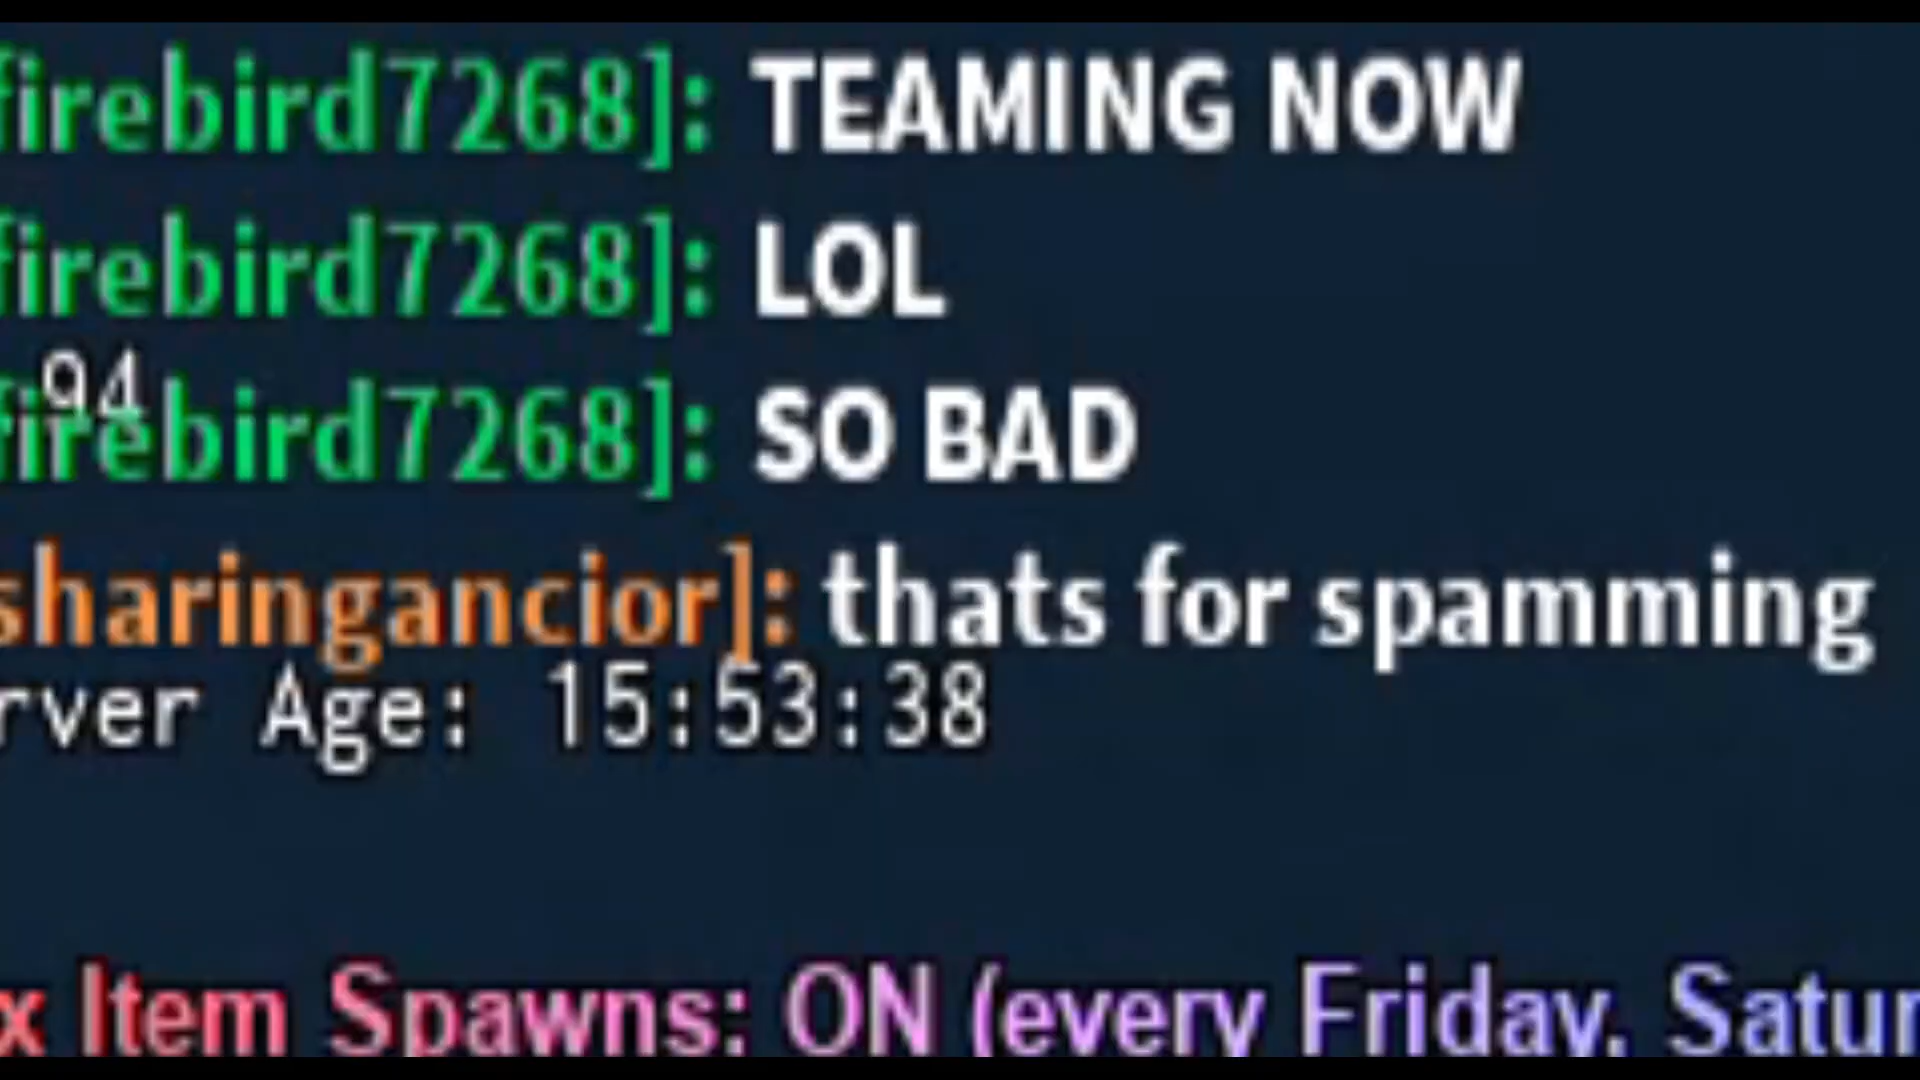 firebird7268]: TEAMING NOW
firebird7268]: LOL
94
firebird7268]: SO BAD
sharingancior]: thats for spamming
rver Age: 15:53:38
x Item Spawns: ON (every Friday, Satur